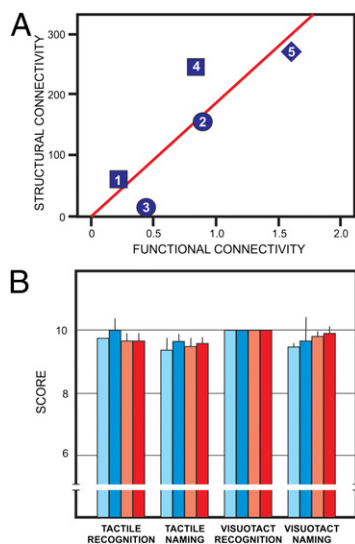 A
STRUCTURAL CONNECTIVITY
300
200
100
0
4
5
2
1
3
0
0.5
1.0
1.5
2.0
FUNCTIONAL CONNECTIVITY
B
SCORE
10
8
6
TACTILE
RECOGNITION
TACTILE
NAMING
VISUOTACT
RECOGNITION
VISUOTACT
NAMING